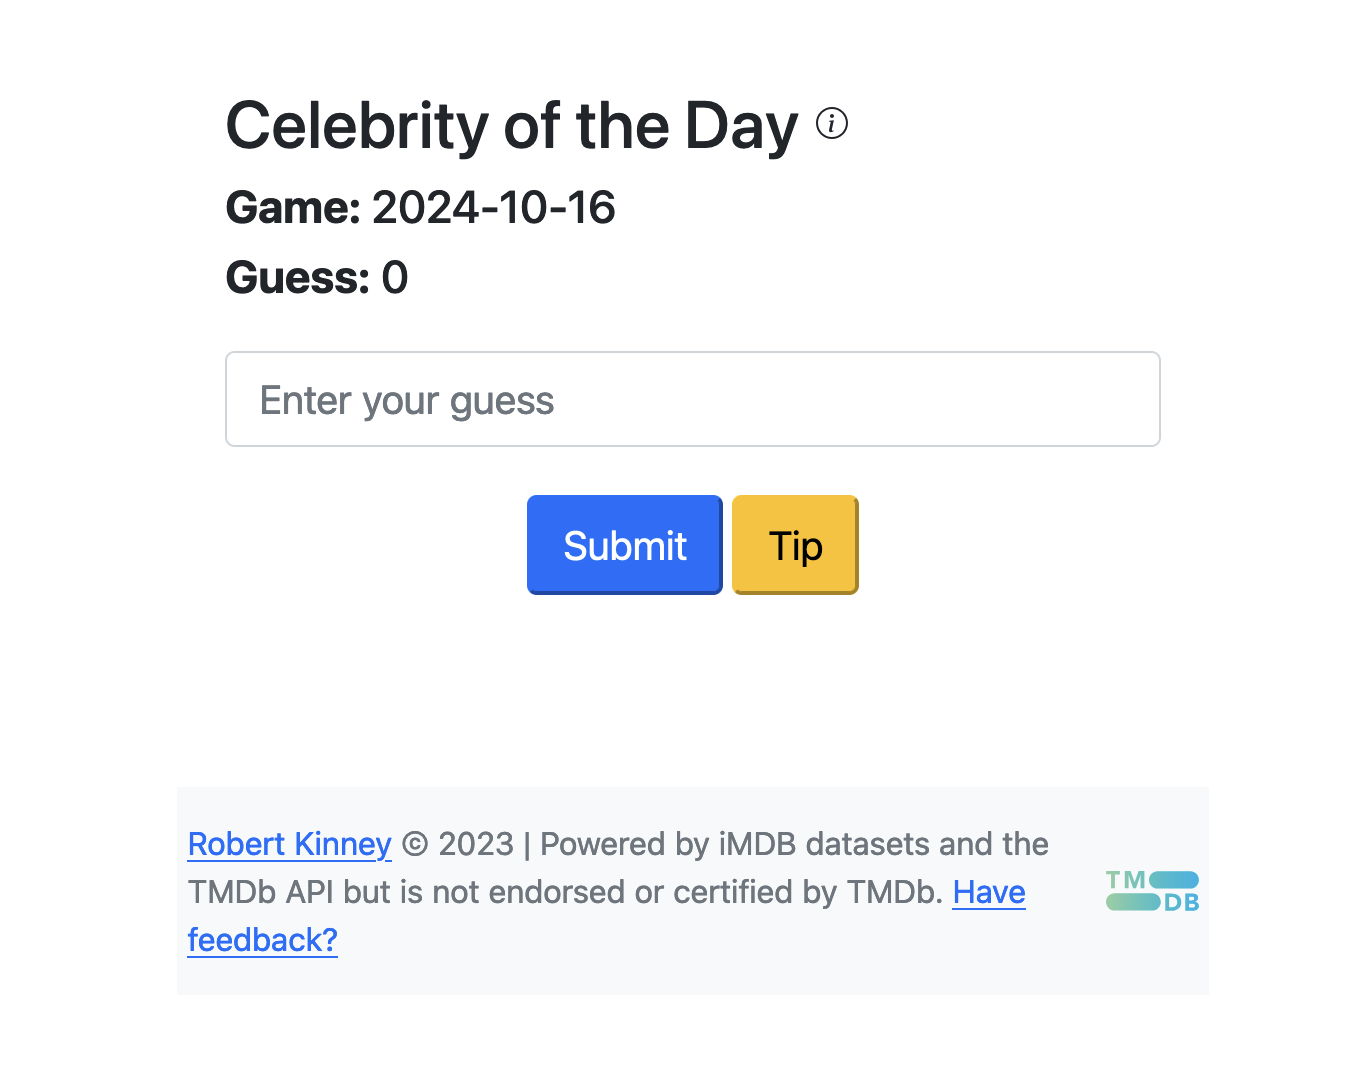 Celebrity of the Day
Game: 2024-10-16
Guess: 0
Enter your guess
Submit Tip
Robert Kinney © 2023 | Powered by iMDB datasets and the
TMDb API but is not endorsed or certified by TMDb. Have
feedback?
TM
DB